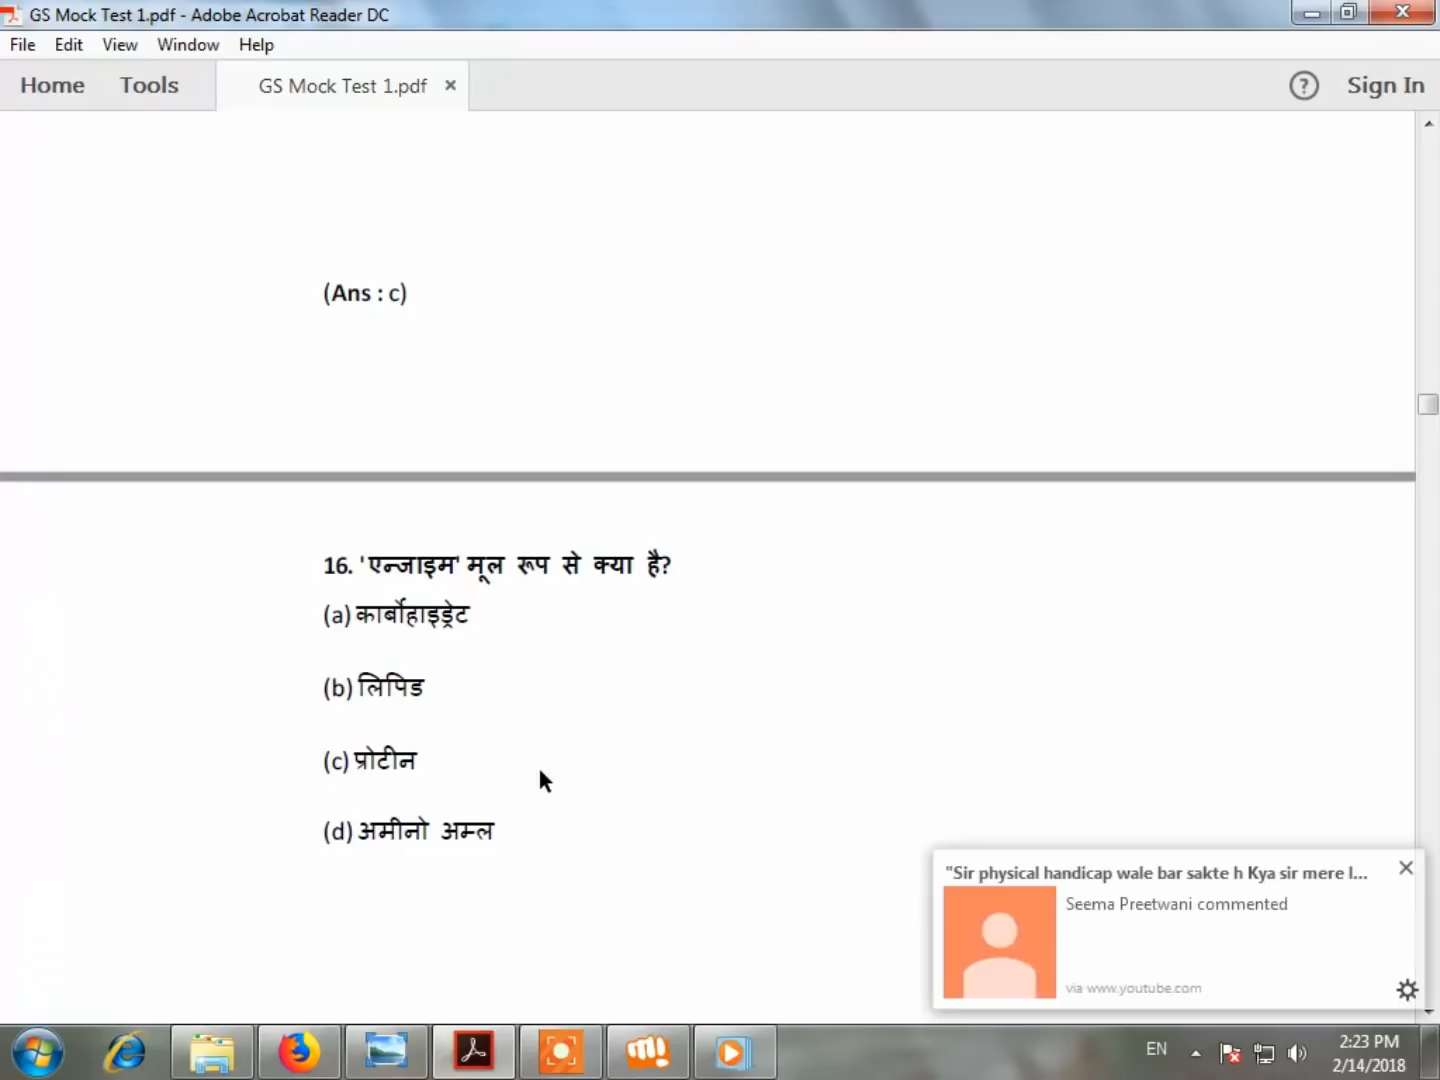 GS Mock Test 1.pdf - Adobe Acrobat Reader DC
File Edit View Window Help
Home Tools GS Mock Test 1.pdf × ? Sign In
(Ans : c)
16. 'एन्जाइम' मूल रूप से क्या है?
(a) कार्बोहाइड्रेट
(b) लिपिड
(c) प्रोटीन
(d) अमीनो अम्ल
"Sir physical handicap wale bar sakte h Kya sir mere l...
Seema Preetwani commented
via www.youtube.com
EN 2:23 PM
2/14/2018